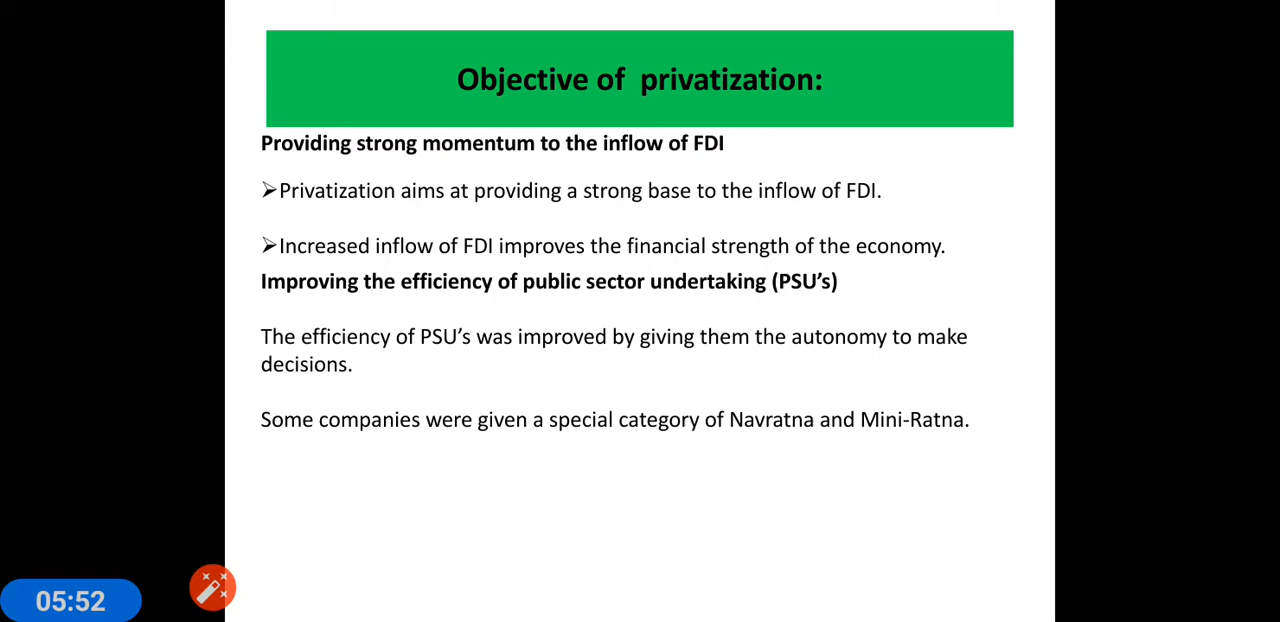 Objective of  privatization:
Providing strong momentum to the inflow of FDI
➢Privatization aims at providing a strong base to the inflow of FDI.
➢Increased inflow of FDI improves the financial strength of the economy.
Improving the efficiency of public sector undertaking (PSU’s)
The efficiency of PSU’s was improved by giving them the autonomy to make
decisions.
Some companies were given a special category of Navratna and Mini-Ratna.
05:52